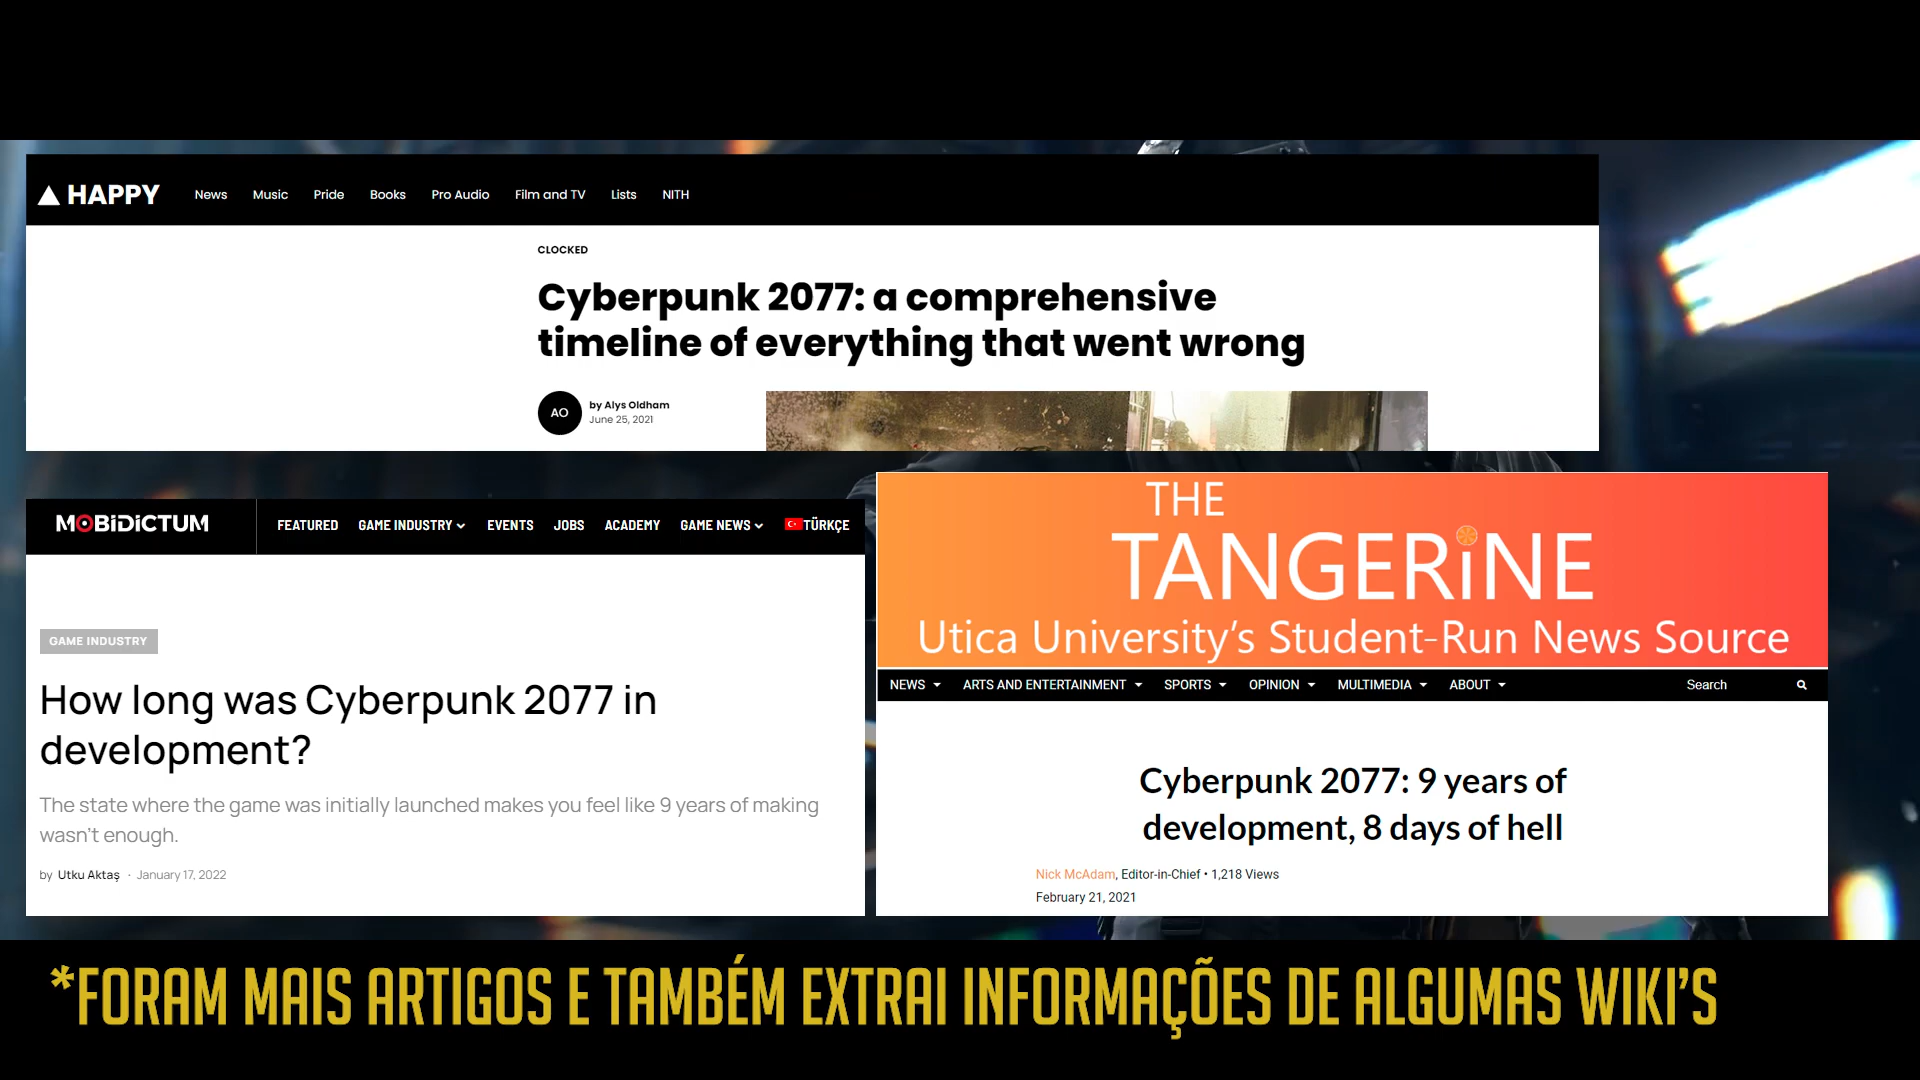 HAPPY News Music Pride Books Pro Audio Film and TV Lists NITH
CLOCKED
Cyberpunk 2077: a comprehensive
timeline of everything that went wrong
AO
by Alys Oldham
June 25, 2021
MOBiDiCTUM FEATURED GAME INDUSTRY EVENTS JOBS ACADEMY GAME NEWS TÜRKÇE
GAME INDUSTRY
How long was Cyberpunk 2077 in
development?
The state where the game was initially launched makes you feel like 9 years of making
wasn't enough.
by Utku Aktaş · January 17, 2022
THE
TANGERiNE
Utica University's Student-Run News Source
NEWS ARTS AND ENTERTAINMENT SPORTS OPINION MULTIMEDIA ABOUT Search
Cyberpunk 2077: 9 years of
development, 8 days of hell
Nick McAdam, Editor-in-Chief • 1,218 Views
February 21, 2021
*FORAM MAIS ARTIGOS E TAMBÉM EXTRAI INFORMAÇÕES DE ALGUMAS WIKI'S